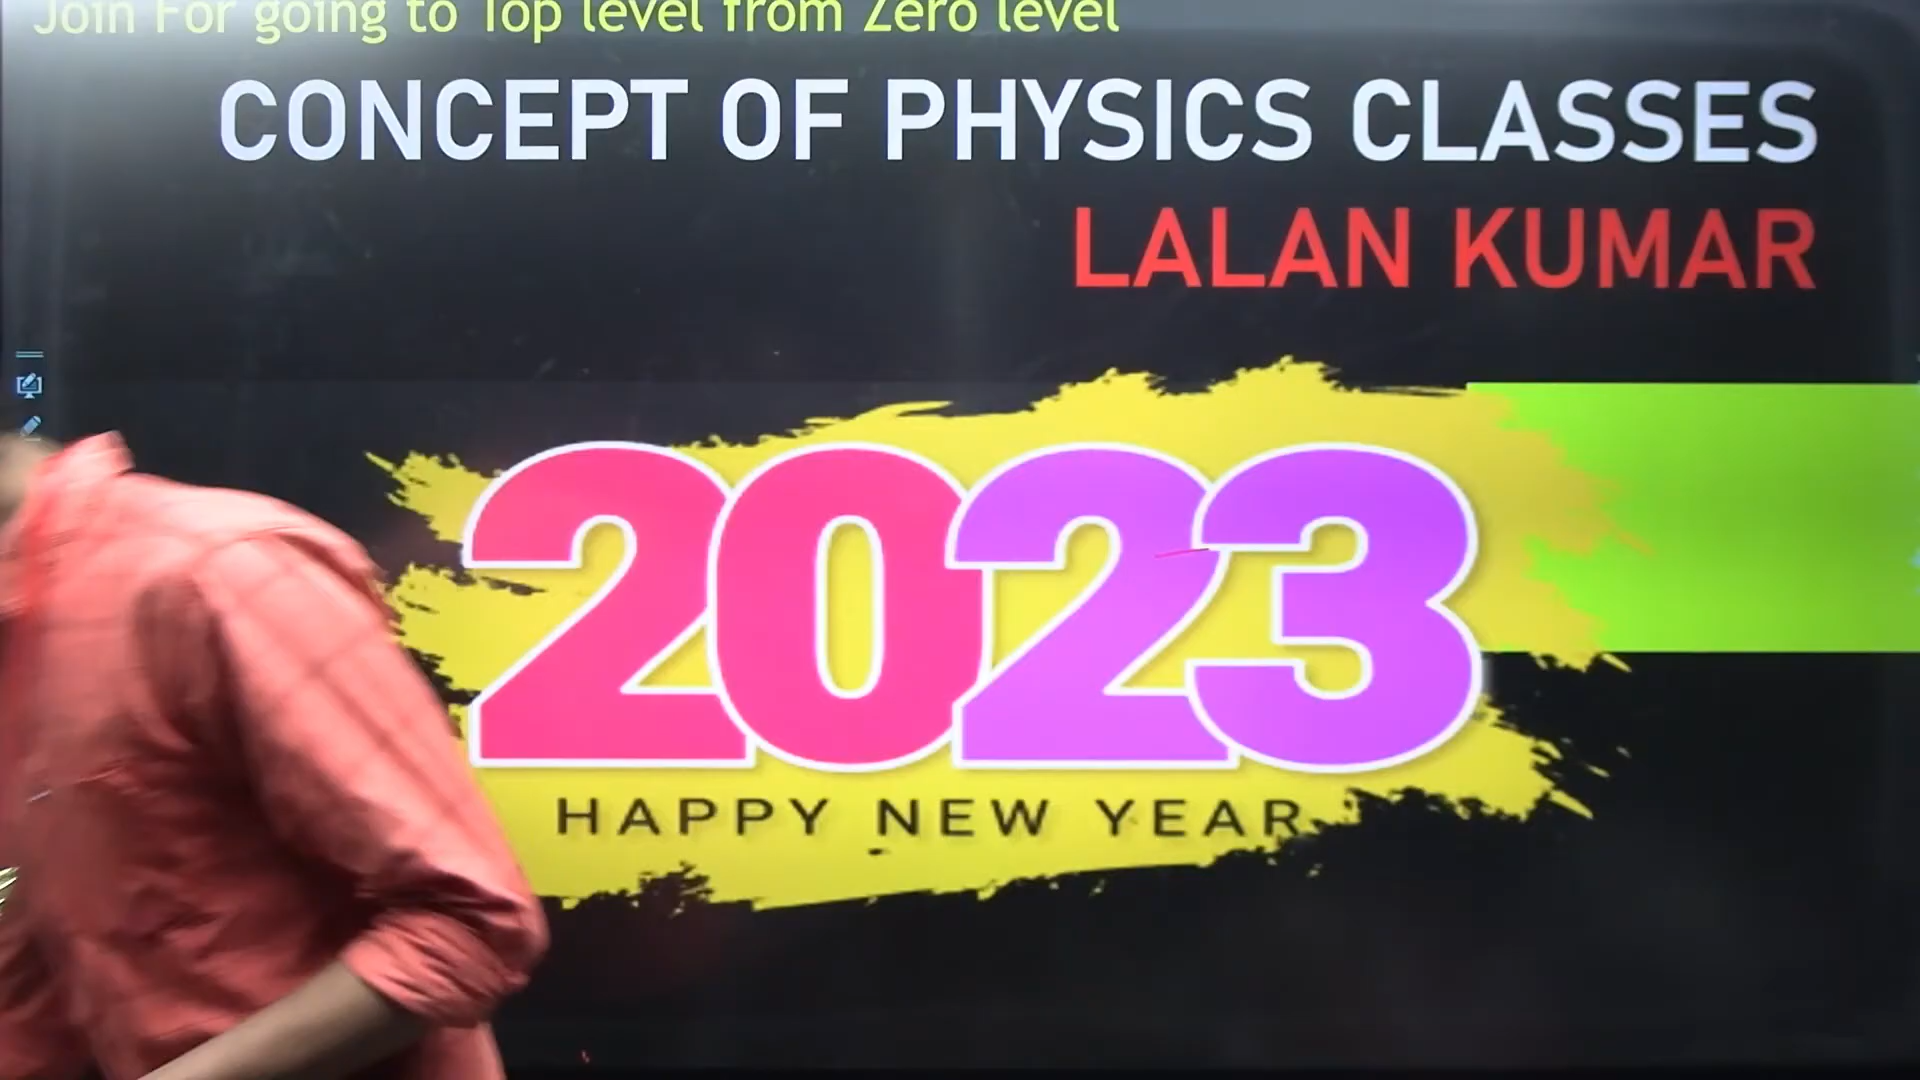 Join For going to Top level from Zero level
CONCEPT OF PHYSICS CLASSES
LALAN KUMAR
2023
HAPPY NEW YEAR